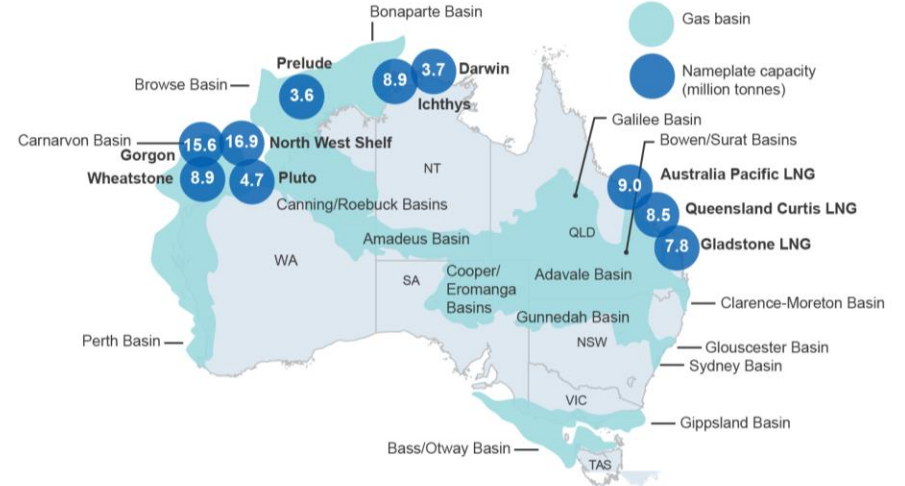 Bonaparte Basin
Gas basin
Prelude
3.6
8.9
3.7
Darwin
Ichthys
Nameplate capacity
(million tonnes)
Browse Basin
Galilee Basin
Bowen/Surat Basins
Carnarvon Basin
Gorgon
15.6
16.9
North West Shelf
Wheatstone
8.9
4.7
Pluto
NT
9.0
Australia Pacific LNG
8.5
Queensland Curtis LNG
7.8
Gladstone LNG
Canning/Roebuck Basins
Amadeus Basin
QLD
WA
SA
Cooper/
Eromanga
Basins
Adavale Basin
Gunnedah Basin
Clarence-Moreton Basin
Perth Basin
NSW
Glouscester Basin
Sydney Basin
VIC
Gippsland Basin
Bass/Otway Basin
TAS